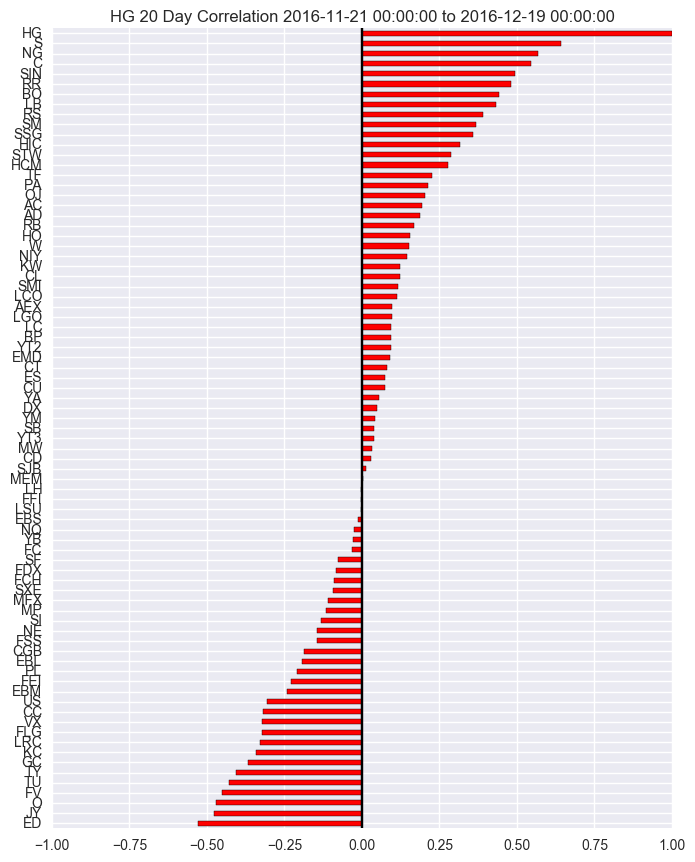 HG 20 Day Correlation 2016-11-21 00:00:00 to 2016-12-19 00:00:00
HG
S
NG
C
SIN
RR
BO
LB
RS
SM
SSG
HIC
STW
HCM
TF
PA
OJ
AC
AD
RB
HO
W
NIY
KW
CL
SMI
LCO
AEX
LGO
LC
BP
YT2
EMD
CT
ES
CU
YA
DX
YM
SB
YT3
MW
CD
SJB
MEM
LH
FFI
LSU
EBS
NQ
YB
FC
SF
FDX
FCH
SXE
MFX
MP
SI
NE
FSS
CGB
EBL
PL
FEI
EBM
US
CC
VX
FLG
LRC
KC
GC
TY
TU
FV
O
JY
ED
−1.00 −0.75 −0.50 −0.25 0.00 0.25 0.50 0.75 1.00